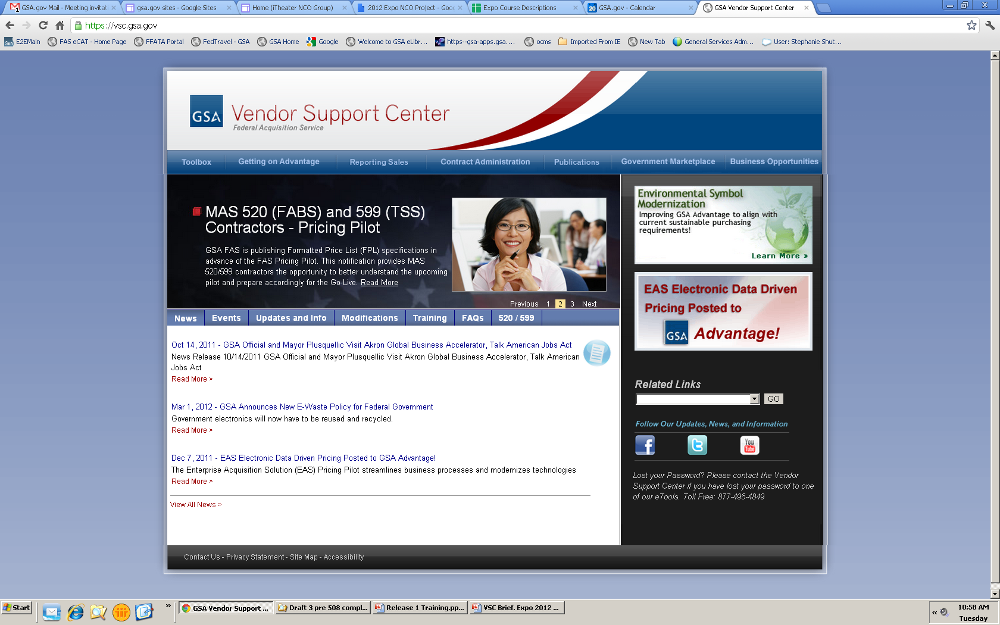 GSA.gov Mail - Meeting invitati
gsa.gov sites - Google Sites
Home (iTheater NCO Group)
2012 Expo NCO Project - Goo
Expo Course Descriptions
20 GSA.gov - Calendar
GSA Vendor Support Center
https://vsc.gsa.gov
Sun E2EMain
FAS eCAT - Home Page
FFATA Portal
FedTravel - GSA
GSA Home
Google
Welcome to GSA eLibr...
https--gsa-apps.gsa....
ocms
Imported From IE
New Tab
General Services Adm...
User: Stephanie Shut...
GSA Vendor Support Center
Federal Acquisition Service
Toolbox
Getting on Advantage
Reporting Sales
Contract Administration
Publications
Government Marketplace
Business Opportunities
MAS 520 (FABS) and 599 (TSS)
Contractors - Pricing Pilot
GSA FAS is publishing Formatted Price List (FPL) specifications in
advance of the FAS Pricing Pilot. This notification provides MAS
520/599 contractors the opportunity to better understand the upcoming
pilot and prepare accordingly for the Go-Live. Read More
Previous 1 2 3 Next
Environmental Symbol
Modernization
Improving GSA Advantage to align with
current sustainable purchasing
requirements!
Learn More »
EAS Electronic Data Driven
Pricing Posted to
GSA Advantage!
News
Events
Updates and Info
Modifications
Training
FAQs
520 / 599
Oct 14, 2011 - GSA Official and Mayor Plusquellic Visit Akron Global Business Accelerator, Talk American Jobs Act
News Release 10/14/2011 GSA Official and Mayor Plusquellic Visit Akron Global Business Accelerator, Talk American
Jobs Act
Read More >
Mar 1, 2012 - GSA Announces New E-Waste Policy for Federal Government
Government electronics will now have to be reused and recycled.
Read More >
Dec 7, 2011 - EAS Electronic Data Driven Pricing Posted to GSA Advantage!
The Enterprise Acquisition Solution (EAS) Pricing Pilot streamlines business processes and modernizes technologies
Read More >
View All News >
Related Links
GO
Follow Our Updates, News, and Information
You Tube
Lost your Password? Please contact the Vendor
Support Center if you have lost your password to one
of our eTools. Toll Free: 877-495-4849
Contact Us - Privacy Statement - Site Map - Accessibility
Start
GSA Vendor Support ...
Draft 3 pre 508 compl...
Release 1 Training.pp...
VSC Brief. Expo 2012 ...
10:58 AM
Tuesday